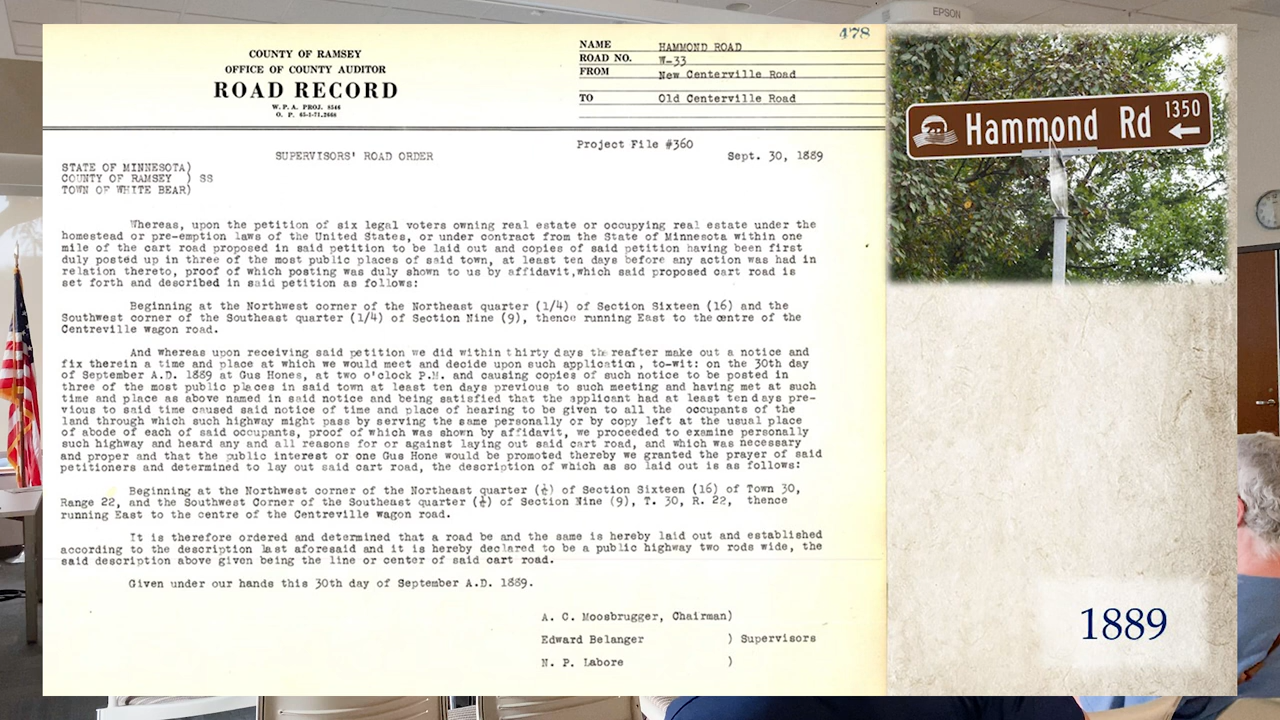 EPSON
478
COUNTY OF RAMSEY
OFFICE OF COUNTY AUDITOR
ROAD RECORD
W. P. A. PROJ. 8546
O. P. 65-1-71.2466
NAME HAMMOND ROAD
ROAD NO. W-33
FROM New Centerville Road
TO Old Centerville Road
Project File #360
SUPERVISORS' ROAD ORDER
Sept. 30, 1889
STATE OF MINNESOTA)
COUNTY OF RAMSEY ) SS
TOWN OF WHITE BEAR)
Whereas, upon the petition of six legal voters owning real estate or occupying real estate under the
homestead or pre-emption laws of the United States, or under contract from the State of Minnesota within one
mile of the cart road proposed in said petition to be laid out and copies of said petition having been first
duly posted up in three of the most public places of said town, at least ten days before any action was had in
relation thereto, proof of which posting was duly shown to us by affidavit,which said proposed cart road is
set forth and described in said petition as follows:
Beginning at the Northwest corner of the Northeast quarter (1/4) of Section Sixteen (16) and the
Southwest corner of the Southeast quarter (1/4) of Section Nine (9), thence running East to the centre of the
Centreville wagon road.
And whereas upon receiving said petition we did within thirty days thereafter make out a notice and
fix therein a time and place at which we would meet and decide upon such application, to-wit: on the 30th day
of September A.D. 1889 at Gus Hones, at two o'clock P.M. and causing copies of such notice to be posted in
three of the most public places in said town at least ten days previous to such meeting and having met at such
time and place as above named in said notice and being satisfied that the applicant had at least ten days pre-
vious to said time caused said notice of time and place of hearing to be given to all the occupants of the
land through which such highway might pass by serving the same personally or by copy left at the usual place
of abode of each of said occupants, proof of which was shown by affidavit, we proceeded to examine personally
such highway and heard any and all reasons for or against laying out said cart road, and which was necessary
and proper and that the public interest or one Gus Hone would be promoted thereby we granted the prayer of said
petitioners and determined to lay out said cart road, the description of which as so laid out is as follows:
Beginning at the Northwest corner of the Northeast quarter (¼) of Section Sixteen (16) of Town 30,
Range 22, and the Southwest Corner of the Southeast quarter (¼) of Section Nine (9), T. 30, R. 22, thence
running East to the centre of the Centreville wagon road.
It is therefore ordered and determined that a road be and the same is hereby laid out and established
according to the description last aforesaid and it is hereby declared to be a public highway two rods wide, the
said description above given being the line or center of said cart road.
Given under our hands this 30th day of September A.D. 1889.
A. C. Moosbrugger, Chairman)
Edward Belanger ) Supervisors
N. P. Labore )
Hammond Rd 1350
1889